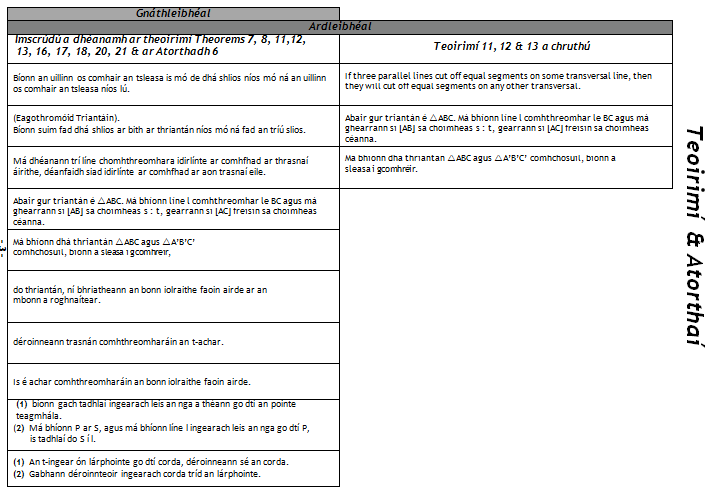 Gnáthleibhéal
Ardleibhéal
Imscrúdú a dhéanamh ar theoirimí Theorems 7, 8, 11,12,
13, 16, 17, 18, 20, 21 & ar Atorthadh 6
Teoirimí 11, 12 & 13 a chruthú
Bíonn an uillinn os comhair an tsleasa is mó de dhá shlios níos mó ná an uillinn
os comhair an tsleasa níos lú.
If three parallel lines cut off equal segments on some transversal line, then
they will cut off equal segments on any other transversal.
(Éagothromóid Triantáin).
Bíonn suim fad dhá shlios ar bith ar thriantán níos mó ná fad an tríú slios.
Abair gur triantán é △ABC. Má bhíonn líne l comhthreomhar le BC agus má
ghearrann sí [AB] sa choimheas s : t, gearrann sí [AC] freisin sa choimheas
céanna.
Má dhéanann trí líne chomhthreomhara idirlínte ar comhfhad ar thrasnaí
áirithe, déanfaidh siad idirlínte ar comhfhad ar aon trasnaí eile.
Má bhíonn dhá thriantán △ABC agus △A'B'C' comhchosúil, bíonn a
sleasa i gcomhréir.
Abair gur triantán é △ABC. Má bhíonn líne l comhthreomhar le BC agus má
ghearrann sí [AB] sa choimheas s : t, gearrann sí [AC] freisin sa choimheas
céanna.
Má bhíonn dhá thriantán △ABC agus △A'B'C'
comhchosúil, bíonn a sleasa i gcomhréir,
do thriantán, ní bhriatheann an bonn iolraithe faoin airde ar an
mbonn a roghnaítear.
déroinneann trasnán comhthreomharáin an t-achar.
Is é achar comhthreomharáin an bonn iolraithe faoin airde.
(1) bíonn gach tadhlaí ingearach leis an nga a théann go dtí an pointe
teagmhála.
(2) Má bhíonn P ar S, agus má bhíonn líne l ingearach leis an nga go dtí P,
is tadhlaí do S í l.
(1) An t-ingear ón lárphointe go dtí corda, déroinneann sé an corda.
(2) Gabhann déroinnteoir ingearach corda tríd an lárphointe.
Teoirimí & Atorthaí
-3-